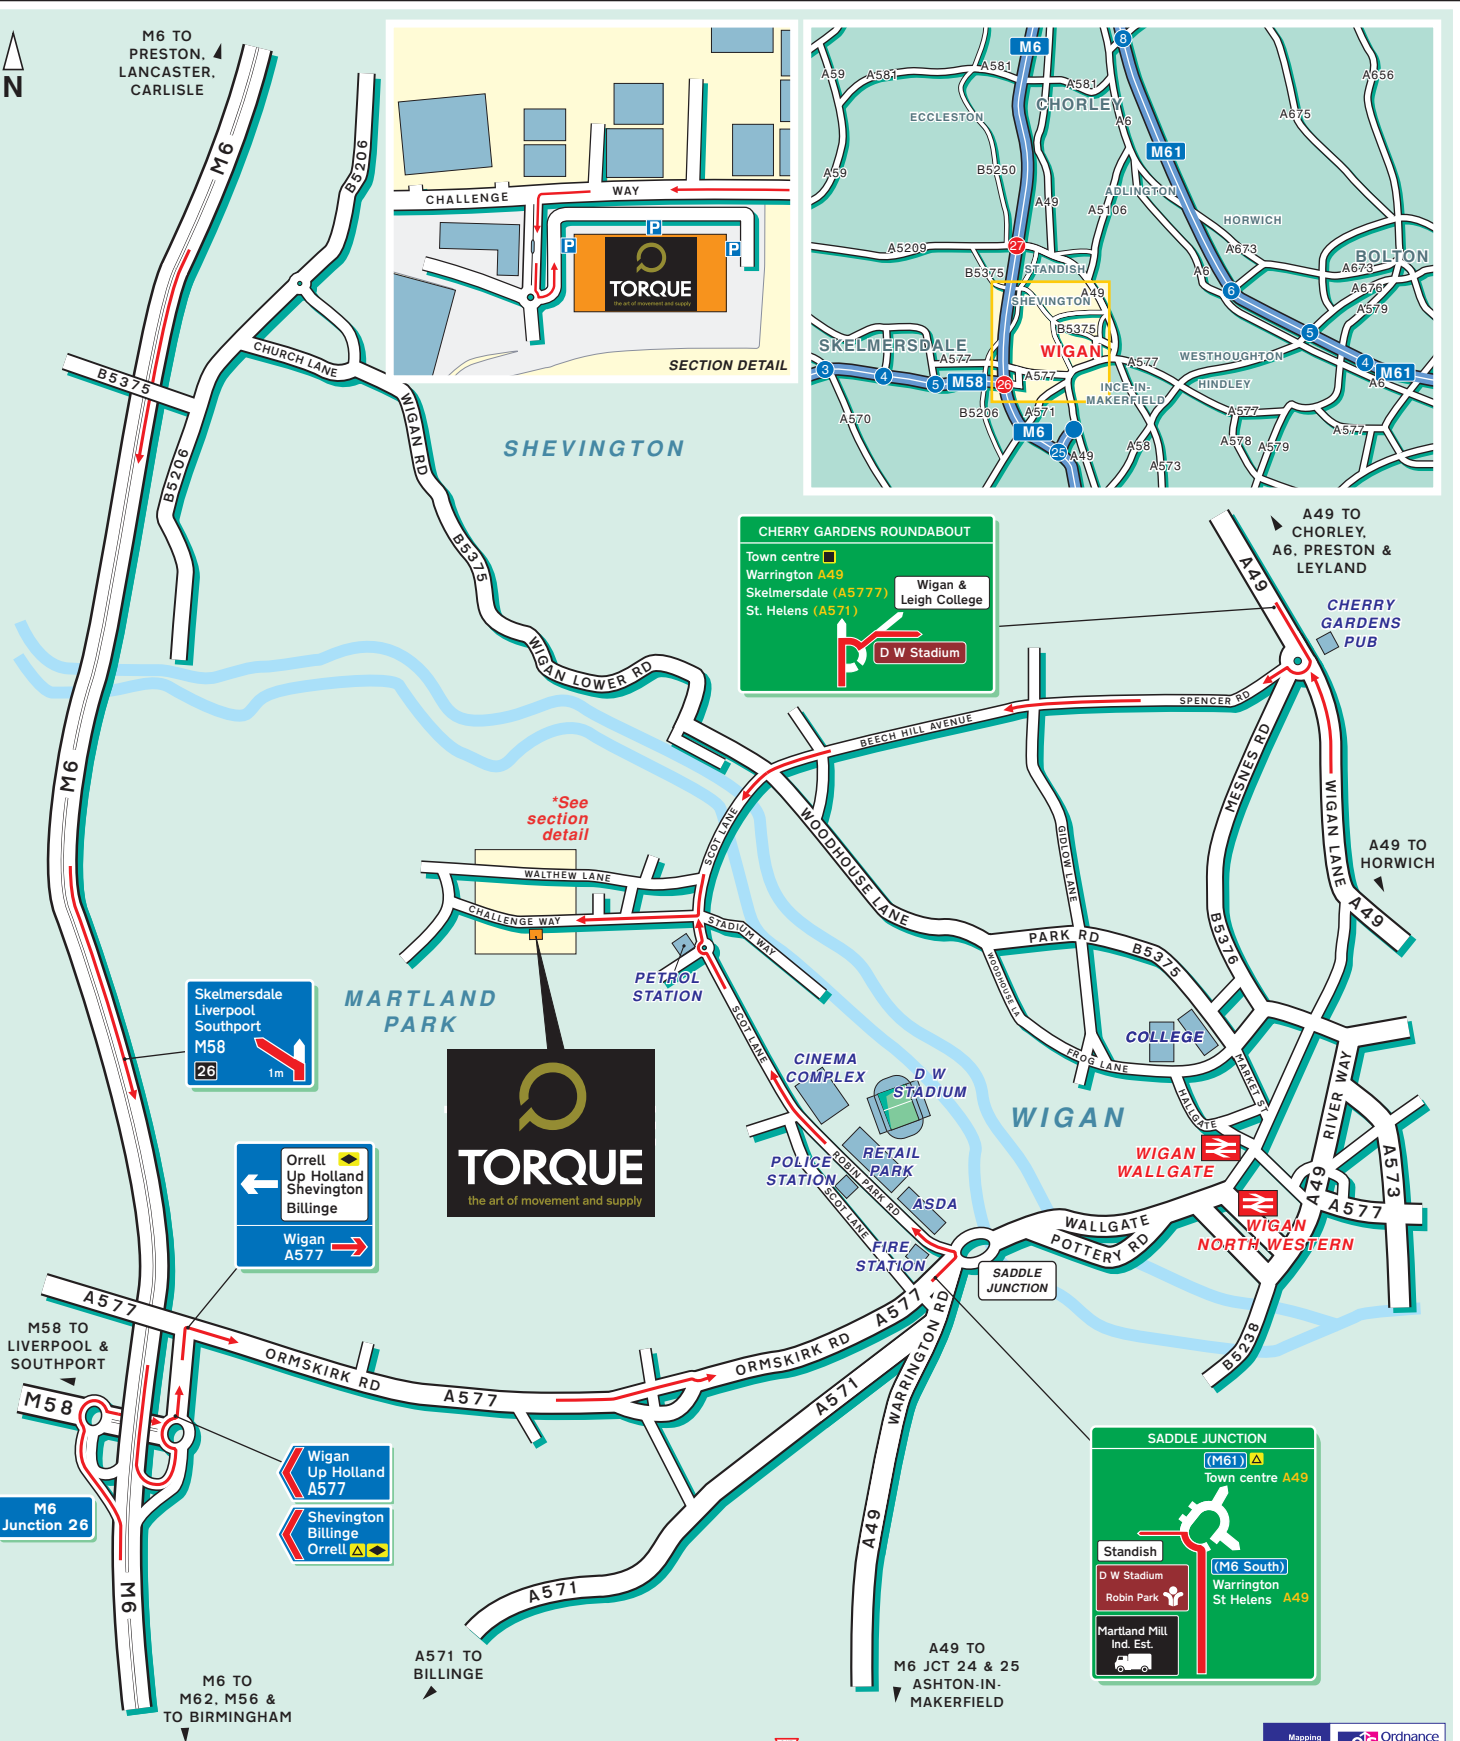 N
M6 TO
PRESTON,
LANCASTER,
CARLISLE
M6
B5206
CHALLENGE
WAY
P
P
P
TORQUE
the art of movement and supply
SECTION DETAIL
M6
8
A59
A581
A581
A581
A656
CHORLEY
ECCLESTON
A6
A675
M61
A59
B5250
ADLINGTON
A49
A5106
HORWICH
A5209
27
A673
BOLTON
B5375
STANDISH
A6
A673
A676
SHEVINGTON
A49
6
A579
B5375
5
SKELMERSDALE
WIGAN
A577
A577
WESTHOUGHTON
4
M61
3
4
5
M58
26
A577
INCE-IN-
MAKERFIELD
HINDLEY
A6
A570
B5206
A571
A577
M6
A577
25
A49
A58
A578
A579
A573
B5375
CHURCH LANE
WIGAN RD
B5206
SHEVINGTON
B5375
CHERRY GARDENS ROUNDABOUT
Town centre
Warrington A49
Skelmersdale (A5777)
St. Helens (A571)
Wigan &
Leigh College
D W Stadium
A49 TO
CHORLEY,
A6, PRESTON &
LEYLAND
A49
CHERRY
GARDENS
PUB
WIGAN LOWER RD
SPENCER RD
BEECH HILL AVENUE
MESNES RD
M6
*See
section
detail
SCOT LANE
WOODHOUSE LANE
GIDLOW LANE
WIGAN LANE
A49 TO
HORWICH
WALTHEW LANE
CHALLENGE WAY
STADIUM WAY
A49
PARK RD
B5375
B5376
WOODHOUSE LA
PETROL
STATION
MARTLAND
PARK
Skelmersdale
Liverpool
Southport
M58
26
1m
SCOT LANE
COLLEGE
FROG LANE
MARKET ST
TORQUE
the art of movement and supply
CINEMA
COMPLEX
D W
STADIUM
WIGAN
HALLGATE
RIVER WAY
WIGAN
WALLGATE
Orrell
Up Holland
Shevington
Billinge
Wigan
A577
POLICE
STATION
ROBIN PARK RD
RETAIL
PARK
SCOT LANE
ASDA
A49
A573
A577
WALLGATE
POTTERY RD
WIGAN
NORTH WESTERN
FIRE
STATION
SADDLE
JUNCTION
A577
M58 TO
LIVERPOOL &
SOUTHPORT
ORMSKIRK RD
A577
ORMSKIRK RD
A577
WARRINGTON RD
B5238
M58
A571
Wigan
Up Holland
A577
Shevington
Billinge
Orrell
M6
Junction 26
SADDLE JUNCTION
(M61)
Town centre A49
Standish
D W Stadium
Robin Park
(M6 South)
Warrington
St Helens A49
Martland Mill
Ind. Est.
A49
M6
A571
A571 TO
BILLINGE
A49 TO
M6 JCT 24 & 25
ASHTON-IN-
MAKERFIELD
M6 TO
M62, M56 &
TO BIRMINGHAM
Mapping
Ordnance